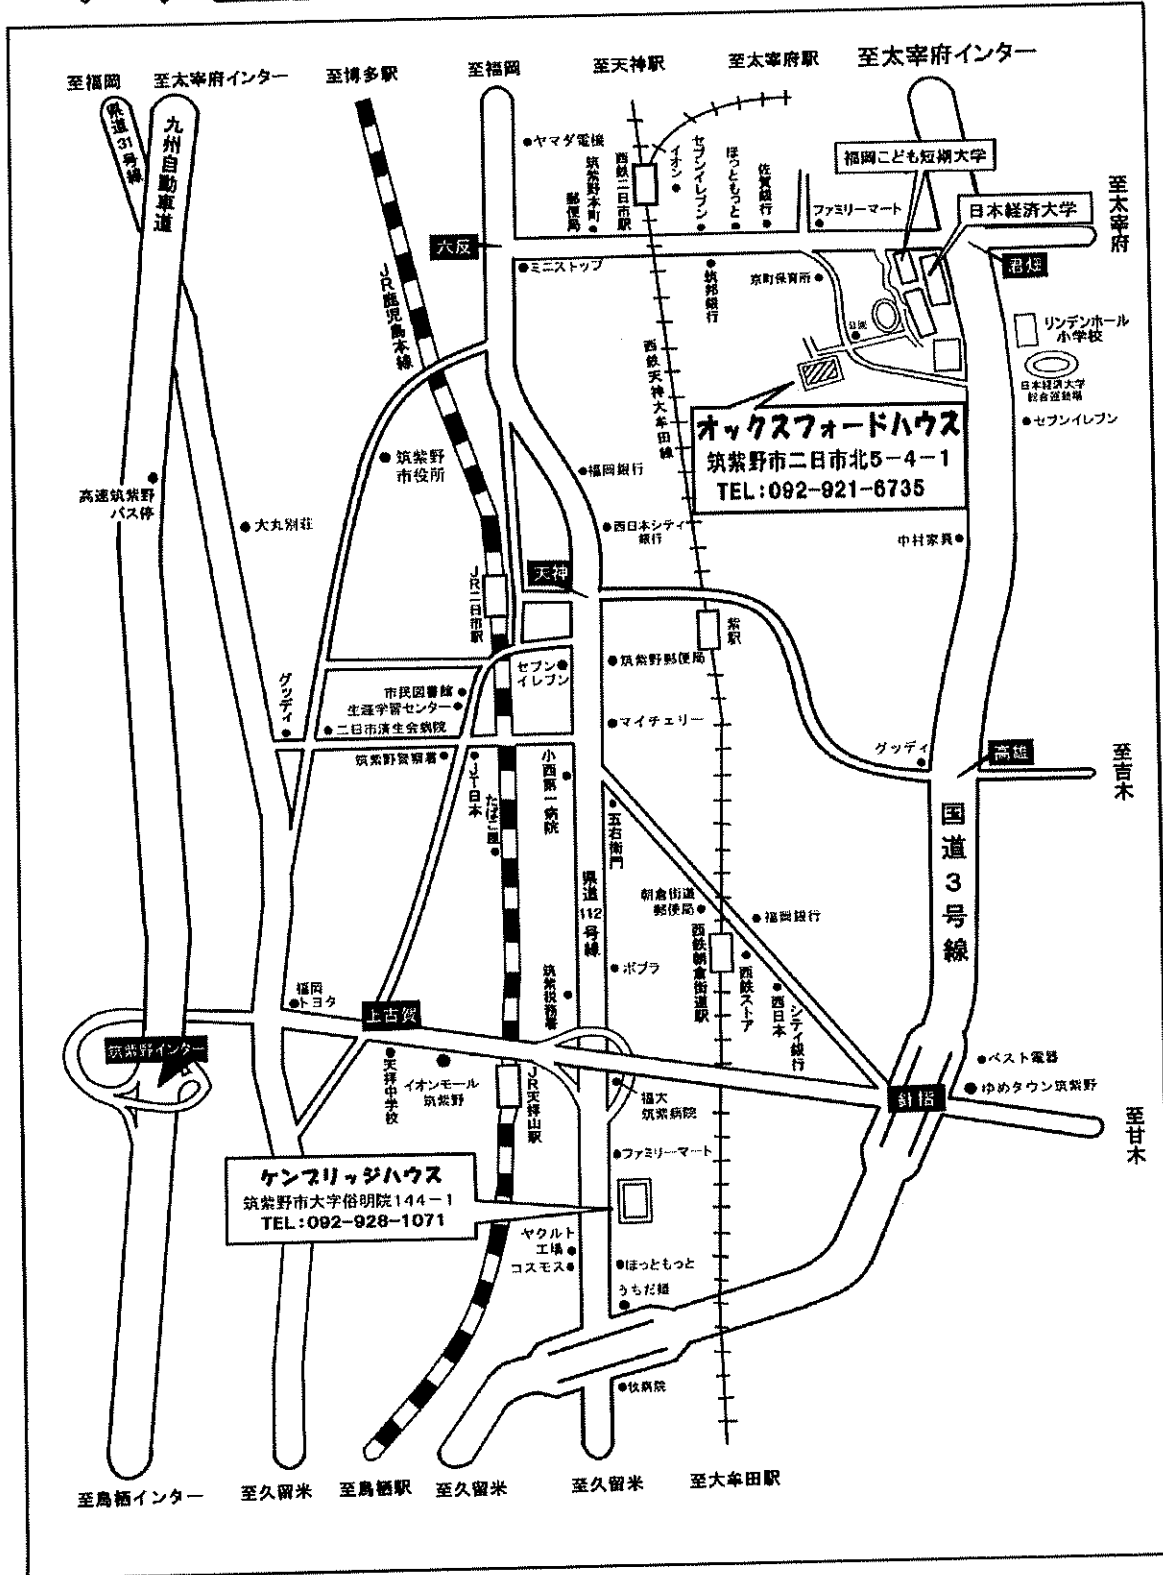 至福岡
至太宰府インター
至博多駅
至福岡
至天神駅
至太宰府駅
至太宰府インター
県道31号線
九州自動車道
ヤマダ電機
筑紫野本町
郵便局
西鉄二日市駅
イオン
セブンイレブン
ほっともっと
佐賀銀行
ファミリーマート
福岡こども短期大学
日本経済大学
至太宰府
六反
君畑
ミニストップ
筑邦銀行
京町保育所
公園
JR鹿児島本線
西鉄天神大牟田線
リンデンホール
小学校
日本経済大学
総合運動場
セブンイレブン
オックスフォードハウス
筑紫野市二日市北5-4-1
TEL:092-921-6735
筑紫野
市役所
福岡銀行
高速筑紫野
バス停
大丸別荘
西日本シティ
銀行
中村家具
天神
JR二日市駅
紫駅
セブン
イレブン
筑紫野郵便局
グッディ
市民図書館
生涯学習センター
二日市済生会病院
マイチェリー
筑紫野警察署
JT日本
たばこ産
小西第一病院
グッディ
高雄
至吉木
五右衛門
国道3号線
県道112号線
朝倉街道
郵便局
福岡銀行
西鉄朝倉街道駅
西鉄ストア
西日本
シティ銀行
ポプラ
筑紫税務署
福岡
トヨタ
上古賀
筑紫野インター
天拝中学校
イオンモール
筑紫野
JR天拝山駅
福大
筑紫病院
針摺
ベスト電器
ゆめタウン筑紫野
至甘木
ファミリーマート
ケンブリッジハウス
筑紫野市大字俗明院144-1
TEL:092-928-1071
ヤクルト
工場
コスモス
ほっともっと
牧病院
至鳥栖インター
至久留米
至鳥栖駅
至久留米
至久留米
至大牟田駅